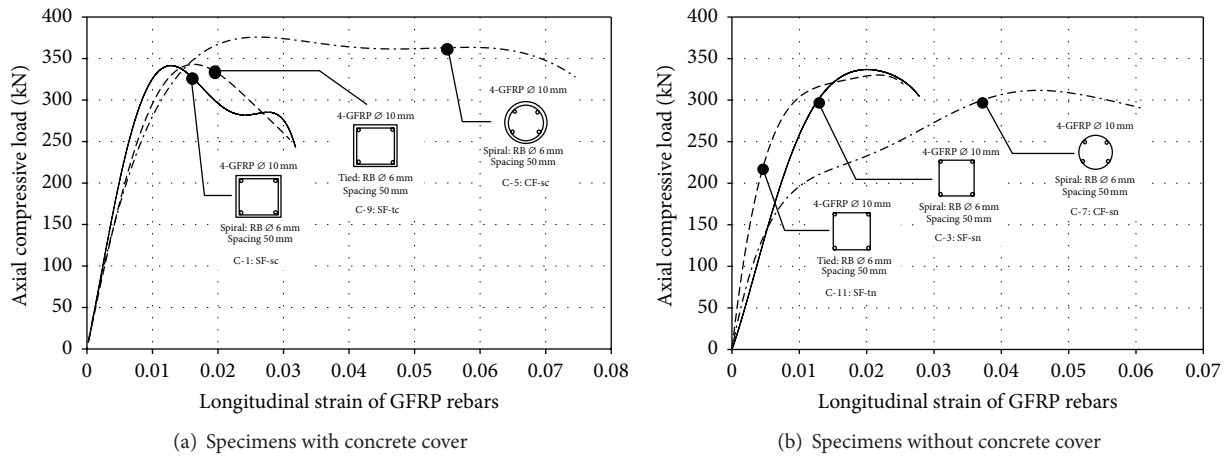 400
350
300
250
200
150
100
50
0
Axial compressive load (kN)
4-GFRP Ø 10 mm
Spiral: RB Ø 6 mm
Spacing 50 mm
C-1: SF-sc
4-GFRP Ø 10 mm
Tied: RB Ø 6 mm
Spacing 50 mm
C-9: SF-tc
4-GFRP Ø 10 mm
Spiral: RB Ø 6 mm
Spacing 50 mm
C-5: CF-sc
0 0.01 0.02 0.03 0.04 0.05 0.06 0.07 0.08
Longitudinal strain of GFRP rebars
(a) Specimens with concrete cover
400
350
300
250
200
150
100
50
0
Axial compressive load (kN)
4-GFRP Ø 10 mm
Tied: RB Ø 6 mm
Spacing 50 mm
C-11: SF-tn
4-GFRP Ø 10 mm
Spiral: RB Ø 6 mm
Spacing 50 mm
C-3: SF-sn
4-GFRP Ø 10 mm
Spiral: RB Ø 6 mm
Spacing 50 mm
C-7: CF-sn
0 0.01 0.02 0.03 0.04 0.05 0.06 0.07
Longitudinal strain of GFRP rebars
(b) Specimens without concrete cover